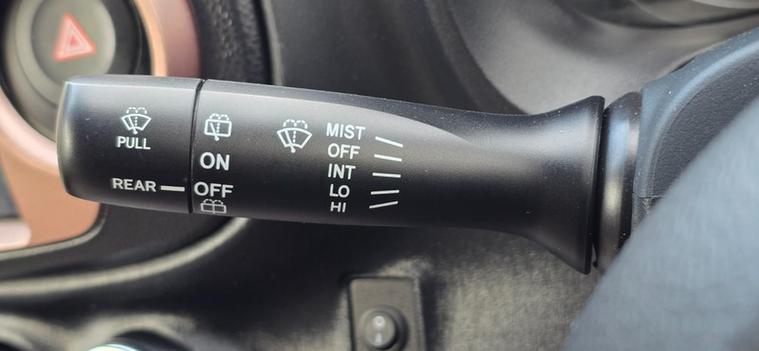 PULL
REAR
ON
OFF
MIST
OFF
INT
LO
HI